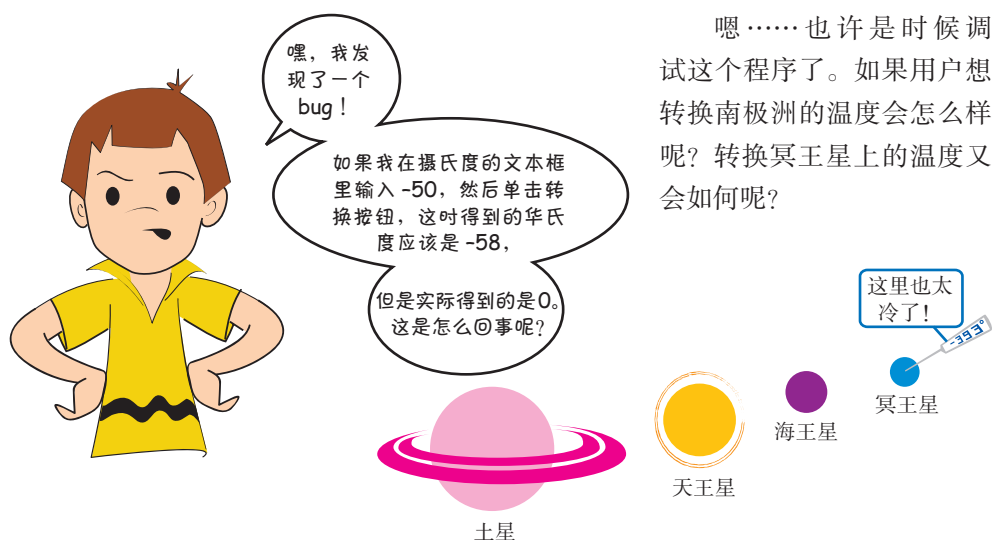 嘿，我发
现了一个
bug！
如果我在摄氏度的文本框
里输入 -50，然后单击转
换按钮，这时得到的华氏
度应该是 -58，
但是实际得到的是0。
这是怎么回事呢？
嗯……也许是时候调
试这个程序了。如果用户想
转换南极洲的温度会怎么样
呢？转换冥王星上的温度又
会如何呢？
这里也太
冷了！
-393°
冥王星
海王星
天王星
土星